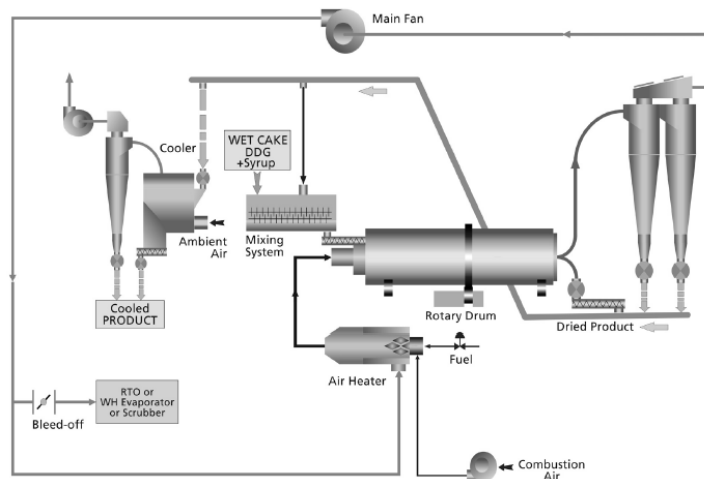 Main Fan
Cooler
WET CAKE
DDG
+Syrup
Ambient
Air
Mixing
System
Cooled
PRODUCT
Rotary Drum
Dried Product
Fuel
Air Heater
RTO or
WH Evaporator
or Scrubber
Bleed-off
Combustion
Air